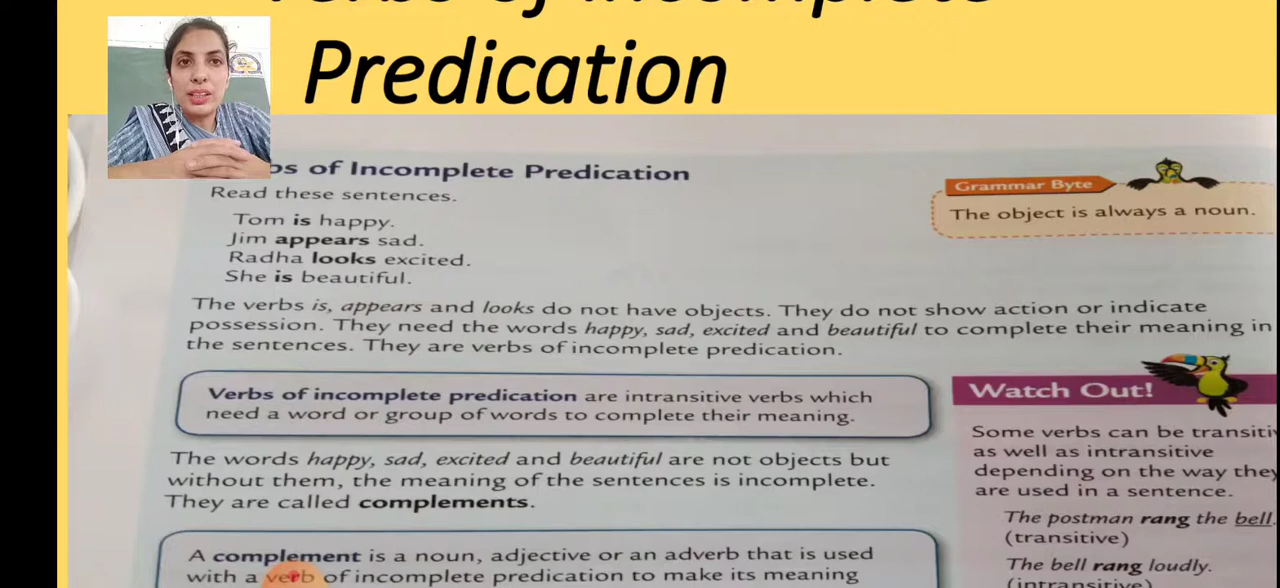 Verbs of Incomplete
Predication
bs of Incomplete Predication
Read these sentences.
Tom is happy.
Jim appears sad.
Radha looks excited.
She is beautiful.
The verbs is, appears and looks do not have objects. They do not show action or indicate
possession. They need the words happy, sad, excited and beautiful to complete their meaning in
the sentences. They are verbs of incomplete predication.
Verbs of incomplete predication are intransitive verbs which
need a word or group of words to complete their meaning.
The words happy, sad, excited and beautiful are not objects but
without them, the meaning of the sentences is incomplete.
They are called complements.
A complement is a noun, adjective or an adverb that is used
with a verb of incomplete predication to make its meaning
Grammar Byte
The object is always a noun.
Watch Out!
Some verbs can be transitiv
as well as intransitive
depending on the way they
are used in a sentence.
The postman rang the bell.
(transitive)
The bell rang loudly.
(intransitive)